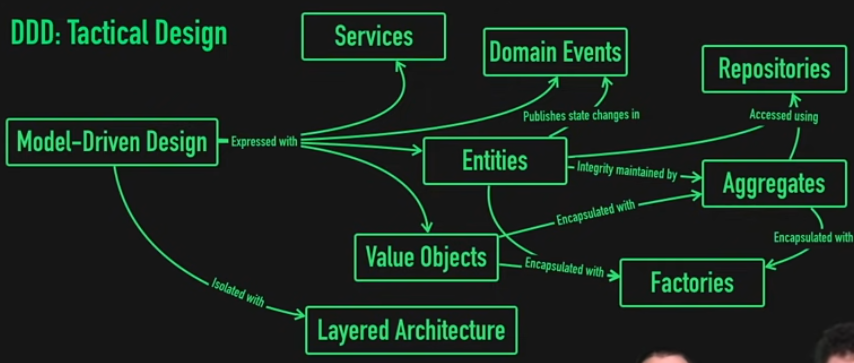 DDD: Tactical Design
Services
Domain Events
Repositories
Publishes state changes in
Accessed using
Model-Driven Design
Expressed with
Entities
Integrity maintained by
Aggregates
Encapsulated with
Encapsulated with
Value Objects
Encapsulated with
Factories
Isolated with
Layered Architecture